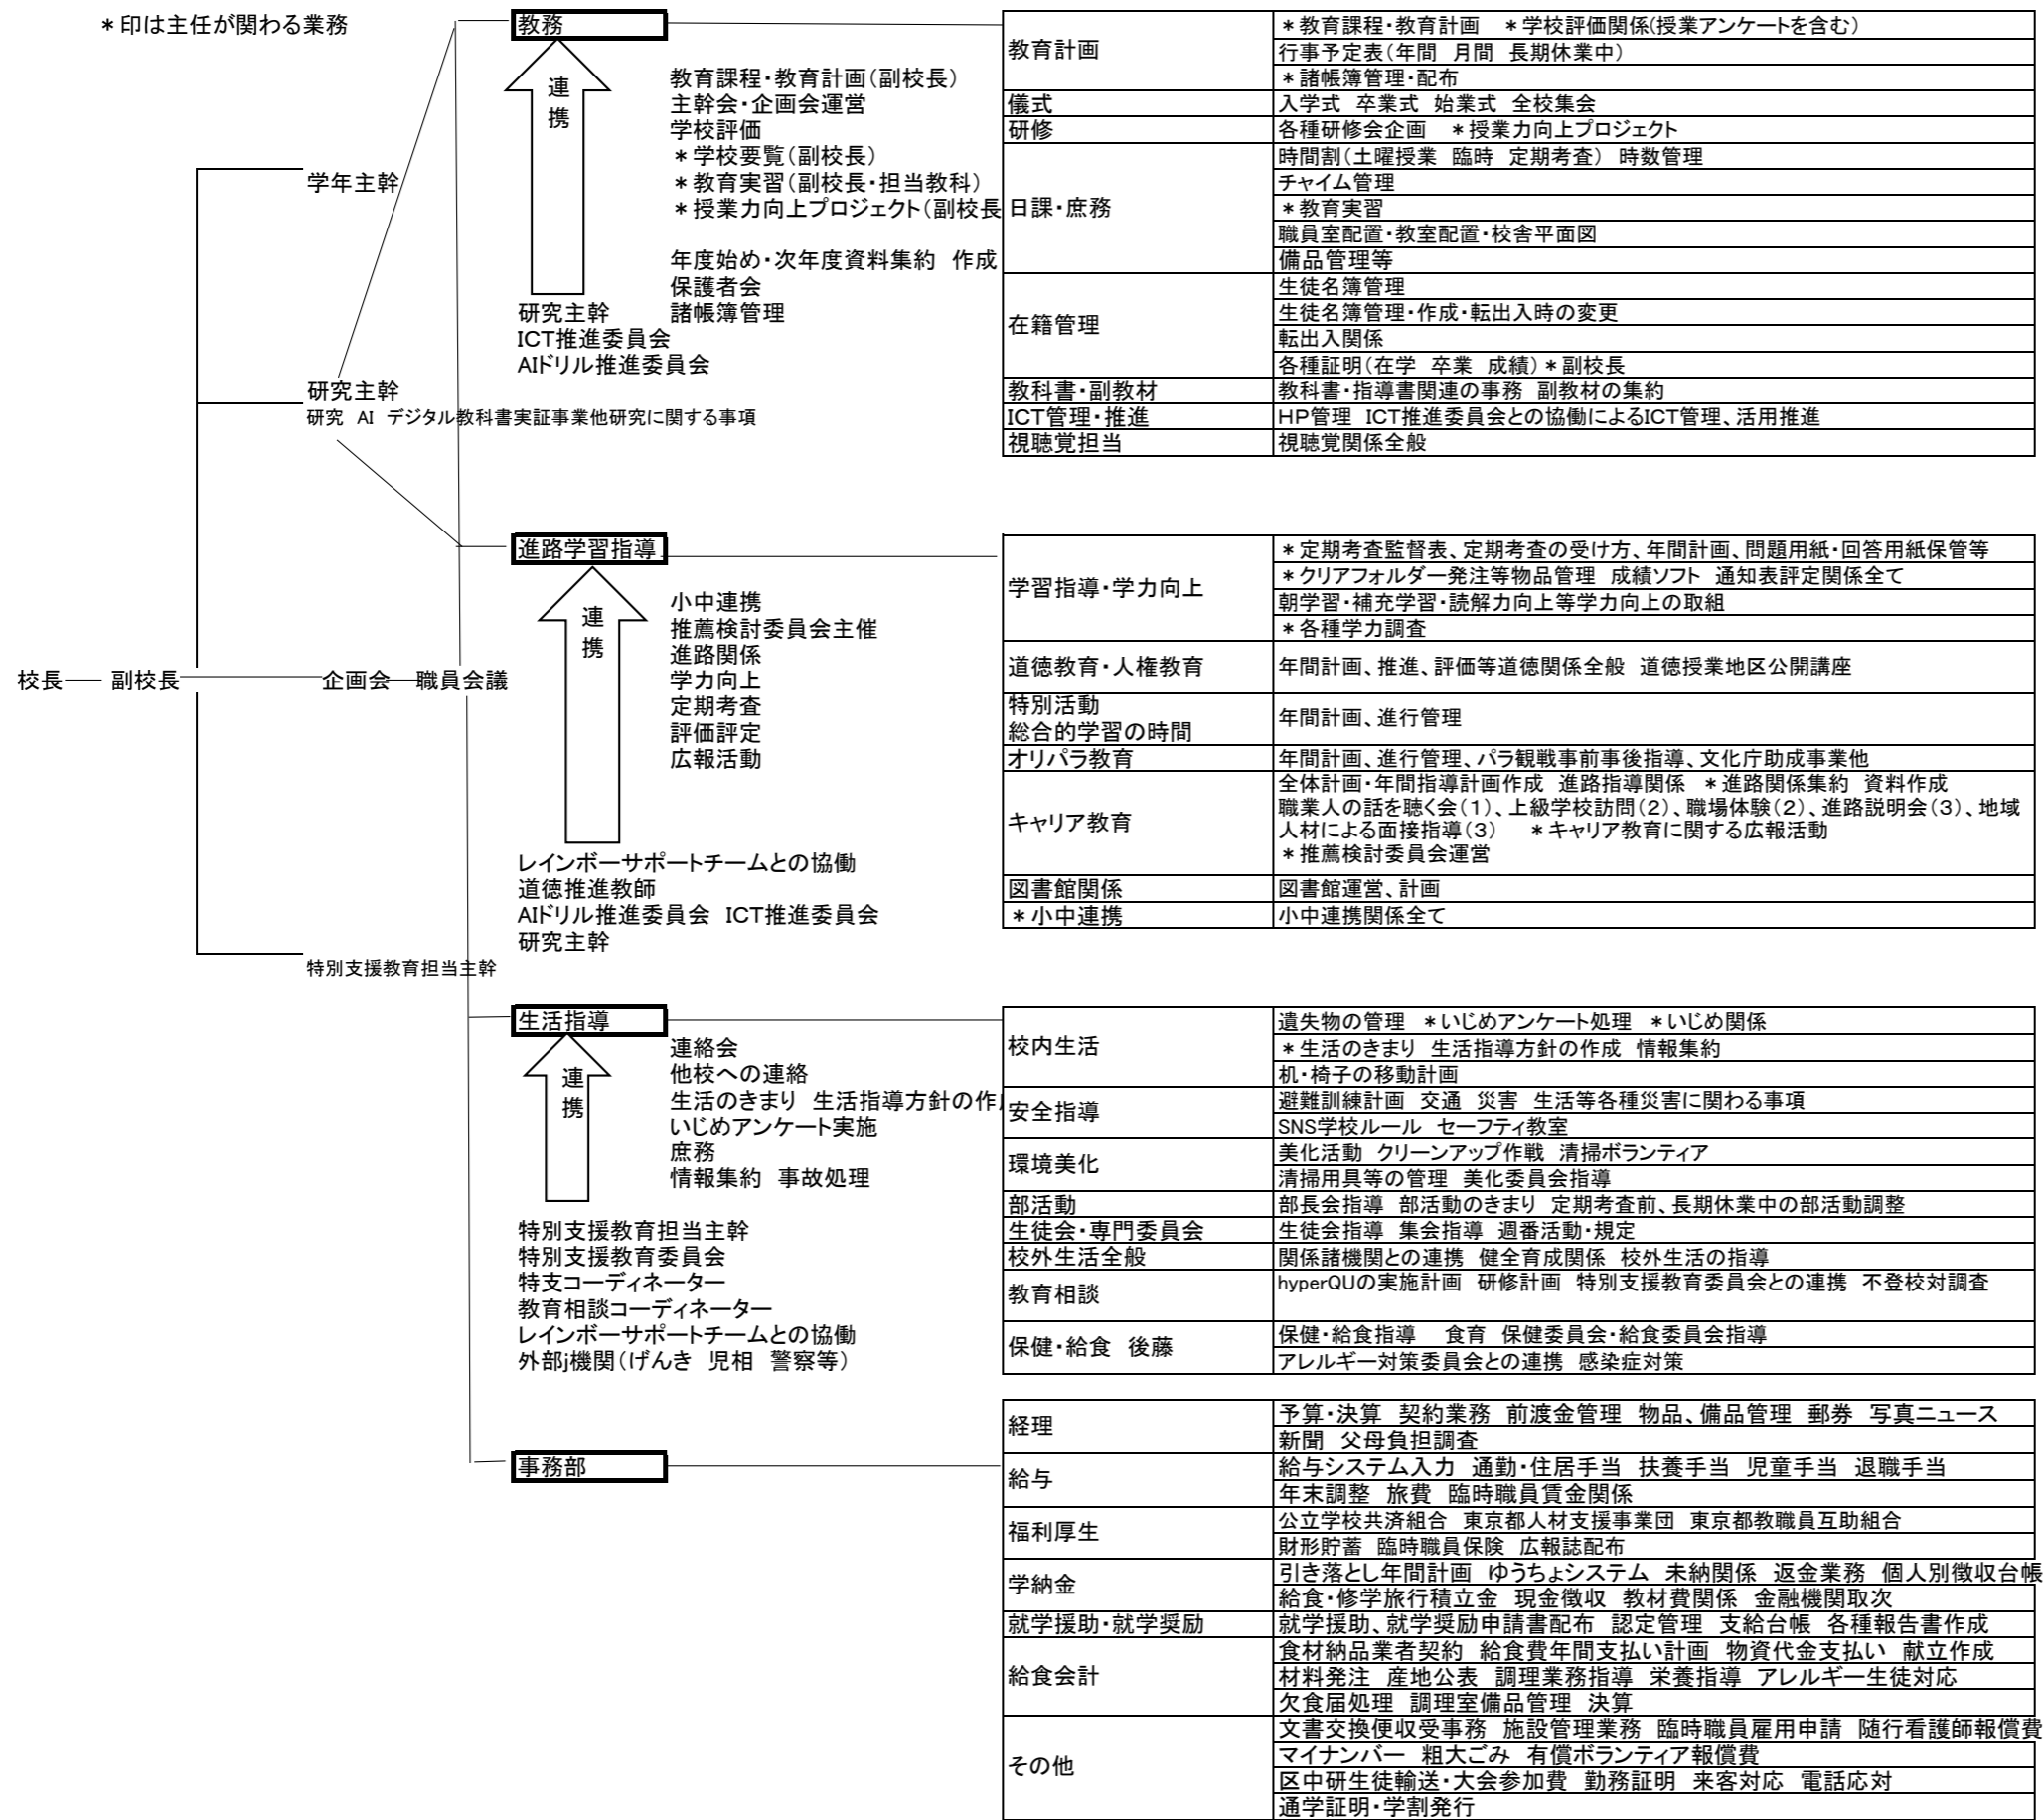 ＊印は主任が関わる業務
校長
副校長
学年主幹
研究主幹
研究　AI　デジタル教科書実証事業他研究に関する事項
企画会
職員会議
特別支援教育担当主幹
教務
連
携
教育課程・教育計画（副校長）
主幹会・企画会運営
学校評価
＊学校要覧（副校長）
＊教育実習（副校長・担当教科）
＊授業力向上プロジェクト（副校長
年度始め・次年度資料集約　作成
保護者会
諸帳簿管理
研究主幹
ICT推進委員会
AIドリル推進委員会
教育計画
＊教育課程・教育計画　＊学校評価関係(授業アンケートを含む）
行事予定表（年間　月間　長期休業中）
＊諸帳簿管理・配布
儀式
入学式　卒業式　始業式　全校集会
研修
各種研修会企画　＊授業力向上プロジェクト
日課・庶務
時間割（土曜授業　臨時　定期考査）　時数管理
チャイム管理
＊教育実習
職員室配置・教室配置・校舎平面図
備品管理等
在籍管理
生徒名簿管理
生徒名簿管理・作成・転出入時の変更
転出入関係
各種証明（在学　卒業　成績）＊副校長
教科書・副教材
教科書・指導書関連の事務　副教材の集約
ICT管理・推進
HP管理　ICT推進委員会との協働によるICT管理、活用推進
視聴覚担当
視聴覚関係全般
進路学習指導
連
携
小中連携
推薦検討委員会主催
進路関係
学力向上
定期考査
評価評定
広報活動
レインボーサポートチームとの協働
道徳推進教師
AIドリル推進委員会　ICT推進委員会
研究主幹
学習指導・学力向上
＊定期考査監督表、定期考査の受け方、年間計画、問題用紙・回答用紙保管等
＊クリアフォルダー発注等物品管理　成績ソフト　通知表評定関係全て
朝学習・補充学習・読解力向上等学力向上の取組
＊各種学力調査
道徳教育・人権教育
年間計画、推進、評価等道徳関係全般　道徳授業地区公開講座
特別活動
総合的学習の時間
年間計画、進行管理
オリパラ教育
年間計画、進行管理、パラ観戦事前事後指導、文化庁助成事業他
キャリア教育
全体計画・年間指導計画作成　進路指導関係　＊進路関係集約　資料作成
職業人の話を聴く会（1）、上級学校訪問（2）、職場体験（2）、進路説明会（3）、地域
人材による面接指導（3）　　＊キャリア教育に関する広報活動
＊推薦検討委員会運営
図書館関係
図書館運営、計画
＊小中連携
小中連携関係全て
生活指導
連
携
連絡会
他校への連絡
生活のきまり　生活指導方針の作
いじめアンケート実施
庶務
情報集約　事故処理
特別支援教育担当主幹
特別支援教育委員会
特支コーディネーター
教育相談コーディネーター
レインボーサポートチームとの協働
外部j機関（げんき　児相　警察等）
校内生活
遺失物の管理　＊いじめアンケート処理　＊いじめ関係
＊生活のきまり　生活指導方針の作成　情報集約
机・椅子の移動計画
安全指導
避難訓練計画　交通　災害　生活等各種災害に関わる事項
SNS学校ルール　セーフティ教室
環境美化
美化活動　クリーンアップ作戦　清掃ボランティア
清掃用具等の管理　美化委員会指導
部活動
部長会指導　部活動のきまり　定期考査前、長期休業中の部活動調整
生徒会・専門委員会
生徒会指導　集会指導　週番活動・規定
校外生活全般
関係諸機関との連携　健全育成関係　校外生活の指導
教育相談
hyperQUの実施計画　研修計画　特別支援教育委員会との連携　不登校対調査
保健・給食　後藤
保健・給食指導　　食育　保健委員会・給食委員会指導
アレルギー対策委員会との連携　感染症対策
事務部
経理
予算・決算　契約業務　前渡金管理　物品、備品管理　郵券　写真ニュース
新聞　父母負担調査
給与
給与システム入力　通勤・住居手当　扶養手当　児童手当　退職手当
年末調整　旅費　臨時職員賃金関係
福利厚生
公立学校共済組合　東京都人材支援事業団　東京都教職員互助組合
財形貯蓄　臨時職員保険　広報誌配布
学納金
引き落とし年間計画　ゆうちょシステム　未納関係　返金業務　個人別徴収台帳
給食・修学旅行積立金　現金徴収　教材費関係　金融機関取次
就学援助・就学奨励
就学援助、就学奨励申請書配布　認定管理　支給台帳　各種報告書作成
給食会計
食材納品業者契約　給食費年間支払い計画　物資代金支払い　献立作成
材料発注　産地公表　調理業務指導　栄養指導　アレルギー生徒対応
欠食届処理　調理室備品管理　決算
その他
文書交換便収受事務　施設管理業務　臨時職員雇用申請　随行看護師報償費
マイナンバー　粗大ごみ　有償ボランティア報償費
区中研生徒輸送・大会参加費　勤務証明　来客対応　電話応対
通学証明・学割発行